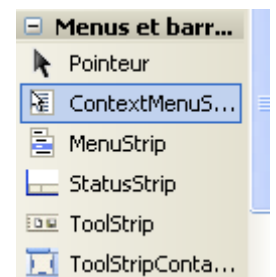 Menus et barr...
Pointeur
ContextMenuS...
MenuStrip
StatusStrip
ToolStrip
ToolStripConta...